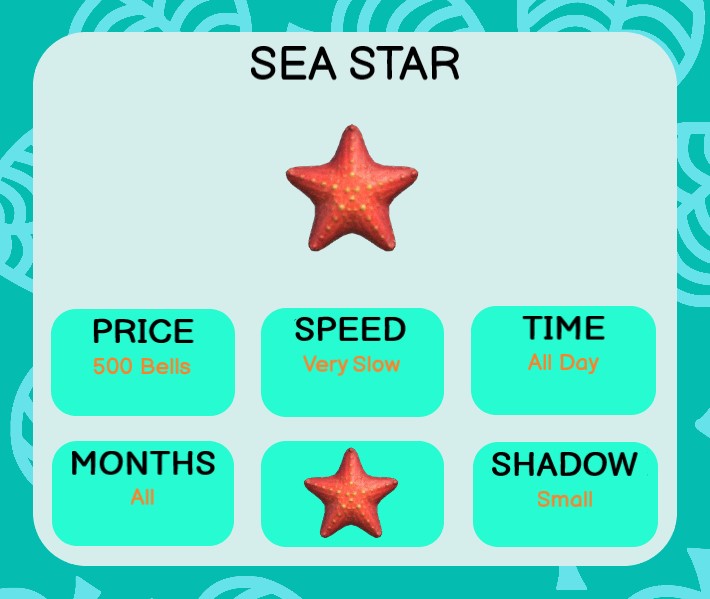 SEA STAR
PRICE
500 Bells
SPEED
Very Slow
TIME
All Day
MONTHS
All
SHADOW
Small